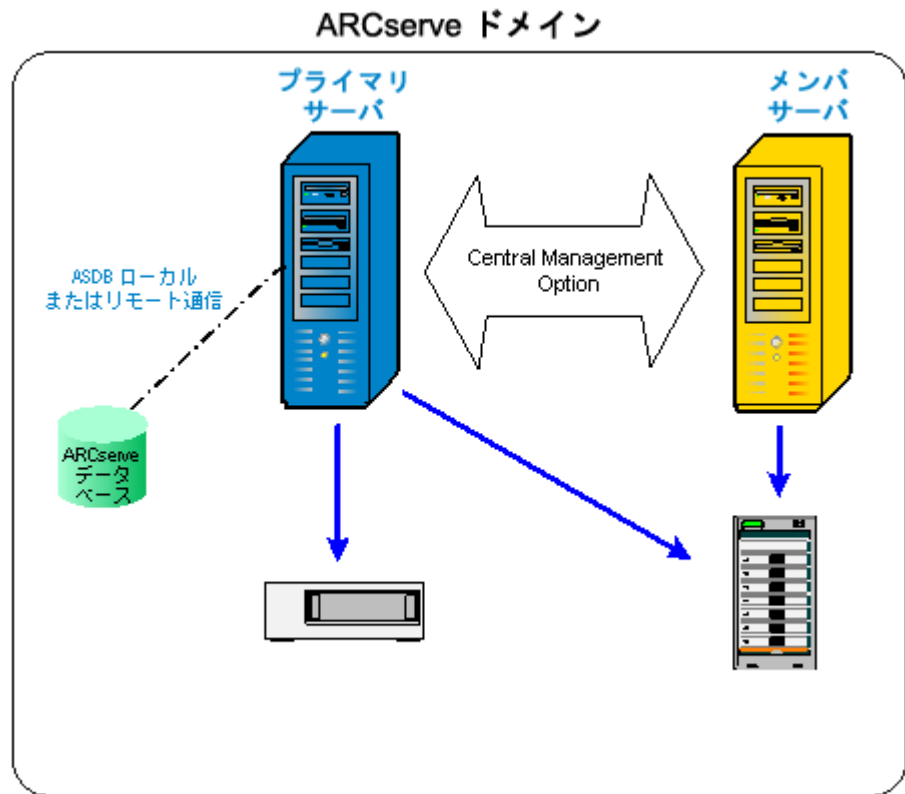 ARCserve ドメイン
プライマリ
サーバ
メンバ
サーバ
Central Management
Option
ASDB ローカル
またはリモート通信
ARCserve
データ
ベース